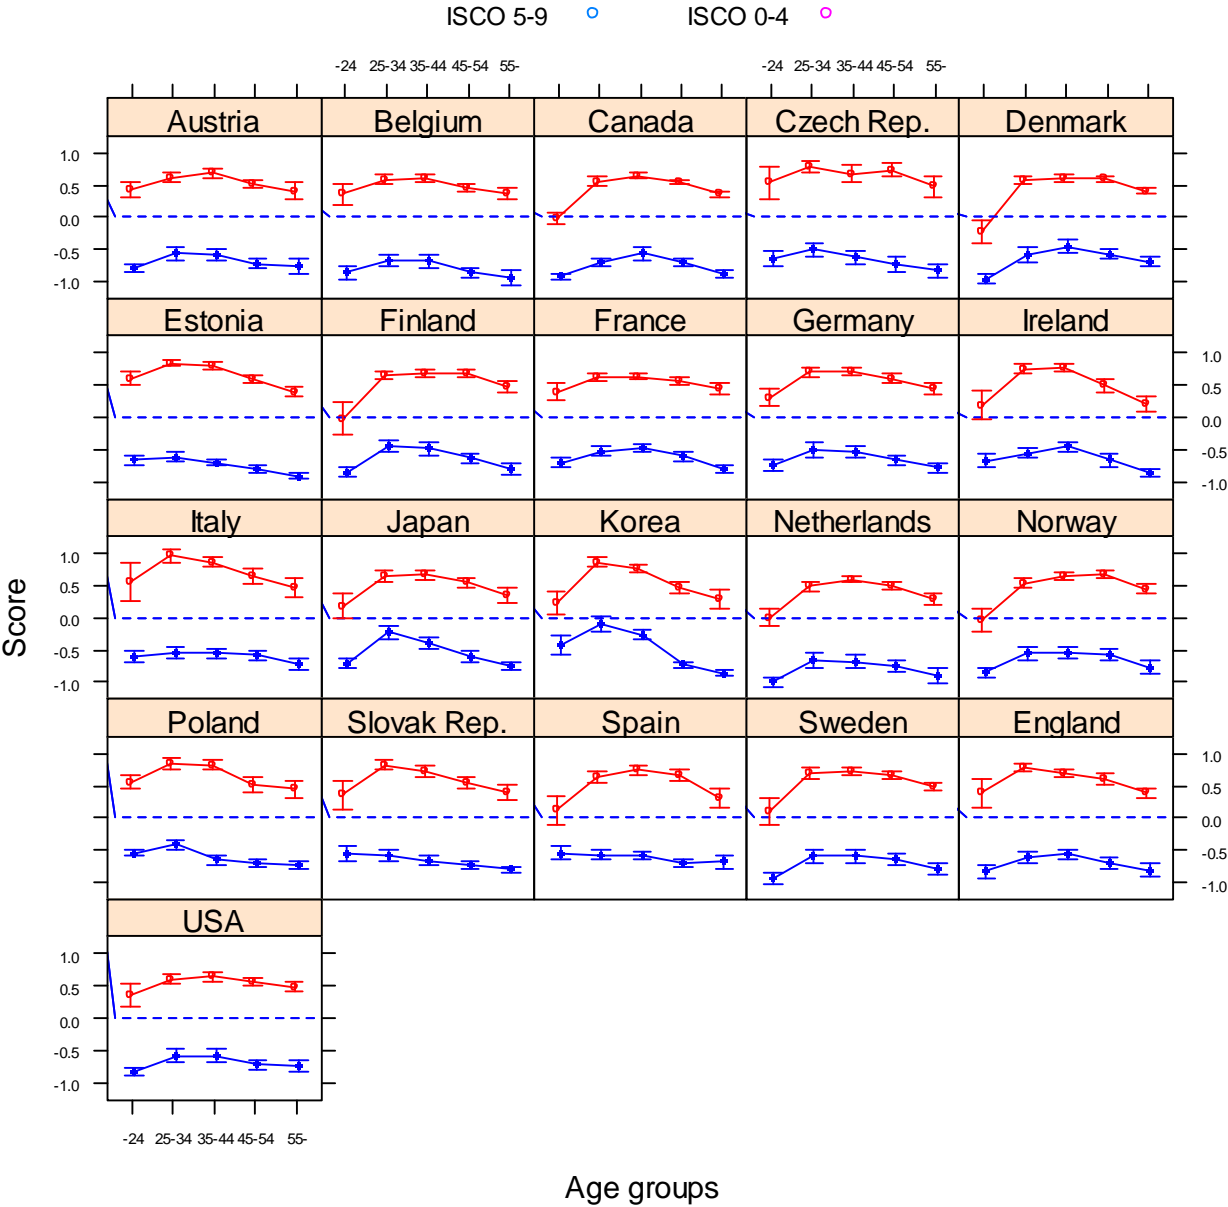 ISCO 5-9 ISCO 0-4
-24 25-34 35-44 45-54 55- -24 25-34 35-44 45-54 55-
Austria Belgium Canada Czech Rep. Denmark
1.0
0.5
0.0
-0.5
-1.0
Estonia Finland France Germany Ireland
1.0
0.5
0.0
-0.5
-1.0
Italy Japan Korea Netherlands Norway
1.0
0.5
0.0
-0.5
-1.0
Score
Poland Slovak Rep. Spain Sweden England
1.0
0.5
0.0
-0.5
-1.0
USA
1.0
0.5
0.0
-0.5
-1.0
-24 25-34 35-44 45-54 55-
Age groups